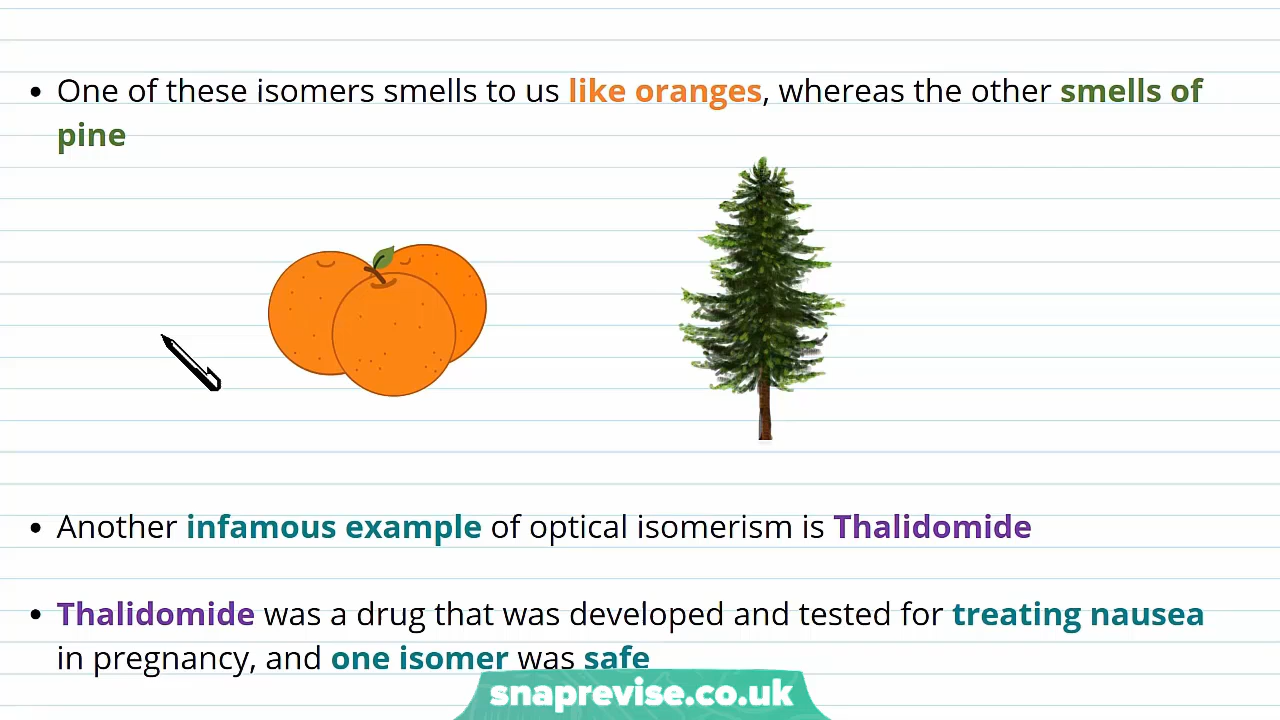 One of these isomers smells to us like oranges, whereas the other smells of
pine
Another infamous example of optical isomerism is Thalidomide
Thalidomide was a drug that was developed and tested for treating nausea
in pregnancy, and one isomer was safe
snaprevise.co.uk